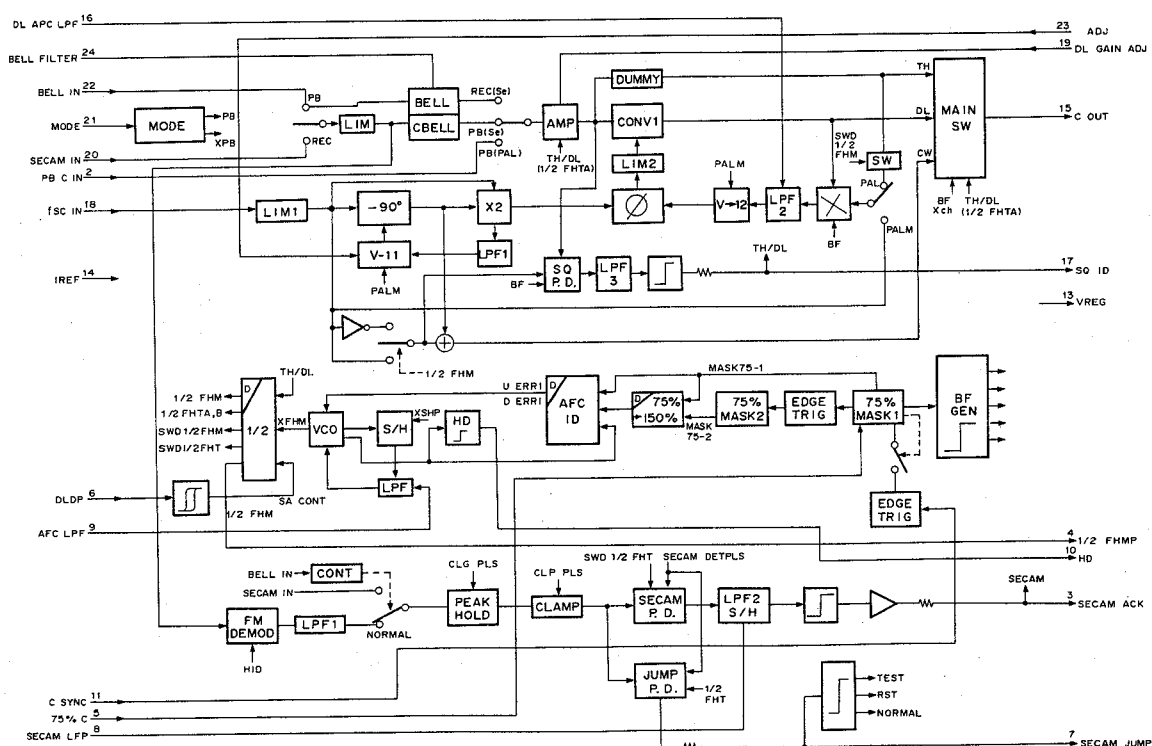 DL APC LPF 16
23 ADJ
19 DL GAIN ADJ
BELL FILTER 24
BELL IN 22
MODE 21
MODE
PB
XPB
SECAM IN 20
PB C IN 2
fSC IN 18
PB
REC
LIM
BELL
CBELL
REC(Se)
PB(Se)
PB(PAL)
AMP
TH/DL
(1/2 FHTA)
DUMMY
CONV1
LIM2
Ø
TH
DL
CW
MAIN
SW
15 C OUT
SWD
1/2
FHM
SW
PAL
PALM
BF
Xch
TH/DL
(1/2 FHTA)
LIM1
-90°
X2
V-11
LPF1
PALM
PALM
V-12
LPF
2
BF
IREF 14
BF
SQ
P.D.
LPF
3
TH/DL
17 SQ ID
13 VREG
1/2 FHM
1/2 FHM
1/2FHTA,B
SWD1/2FHM
SWD1/2FHT
D
1/2
TH/DL
XFHM
VCO
S/H
XSHP
HD
LPF
U ERR1
D ERR1
D
AFC
ID
MASK75-1
D
75%
150%
MASK
75-2
75%
MASK2
EDGE
TRIG
75%
MASK1
BF
GEN
EDGE
TRIG
DLDP 6
SA CONT
1/2 FHM
AFC LPF 9
4 1/2 FHMP
10 HD
BELL IN
CONT
SECAM IN
NORMAL
CLG PLS
CLP PLS
SWD 1/2 FHT
SECAM DETPLS
FM
DEMOD
HID
LPF1
PEAK
HOLD
CLAMP
SECAM
P.D.
LPF2
S/H
SECAM
3 SECAM ACK
JUMP
P.D.
1/2
FHT
TEST
RST
NORMAL
C SYNC 11
75% C 5
SECAM LFP 8
7 SECAM JUMP